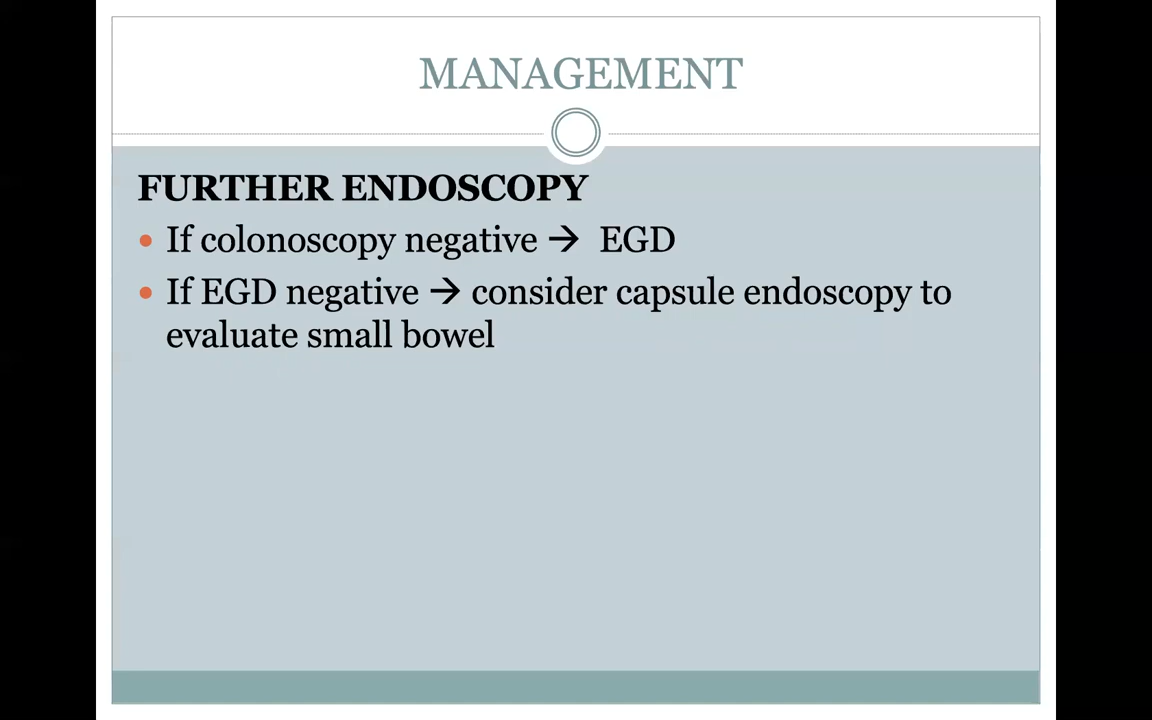 MANAGEMENT
FURTHER ENDOSCOPY
• If colonoscopy negative → EGD
• If EGD negative → consider capsule endoscopy to
evaluate small bowel